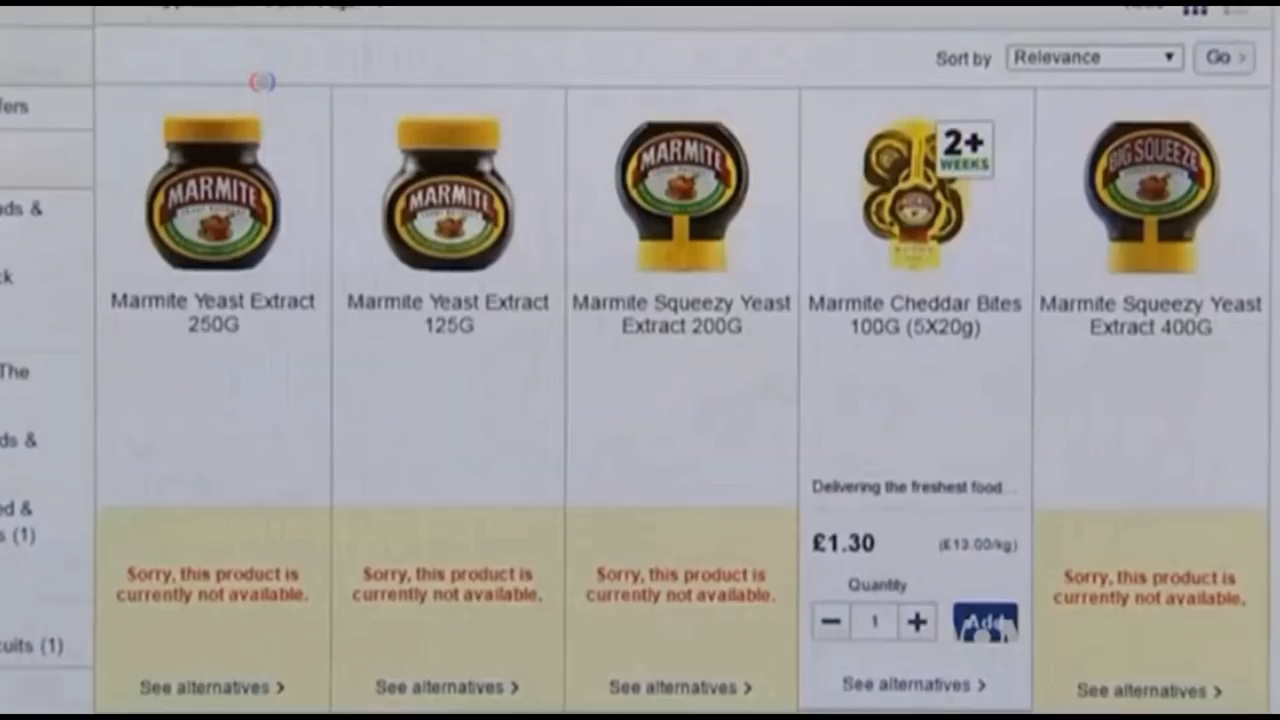 Sort by Relevance Go >
fers
ads &
ck
The
ds &
ed &
s (1)
cuits (1)
MARMITE
MARMITE
MARMITE
2+
WEEKS
BIG SQUEEZE
Marmite Yeast Extract
250G
Marmite Yeast Extract
125G
Marmite Squeezy Yeast
Extract 200G
Marmite Cheddar Bites
100G (5X20g)
Marmite Squeezy Yeast
Extract 400G
Delivering the freshest food...
£1.30 (£13.00/kg)
Quantity
− 1 + Add
Sorry, this product is
currently not available.
Sorry, this product is
currently not available.
Sorry, this product is
currently not available.
Sorry, this product is
currently not available.
See alternatives >
See alternatives >
See alternatives >
See alternatives >
See alternatives >